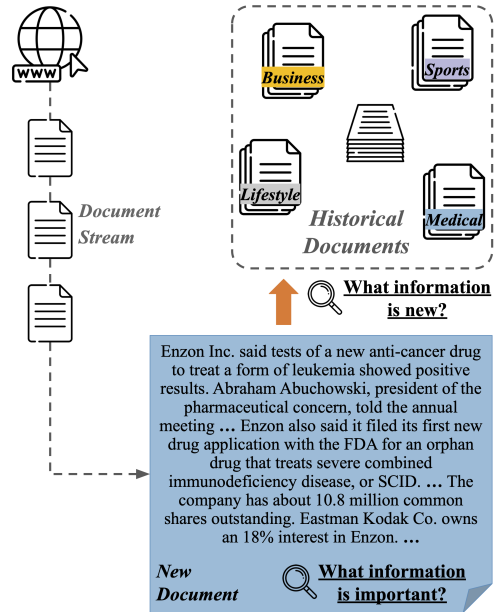 WWW
Business
Sports
Lifestyle
Medical
Historical
Documents
Document
Stream
What information
is new?
Enzon Inc. said tests of a new anti-cancer drug
to treat a form of leukemia showed positive
results. Abraham Abuchowski, president of the
pharmaceutical concern, told the annual
meeting ... Enzon also said it filed its first new
drug application with the FDA for an orphan
drug that treats severe combined
immunodeficiency disease, or SCID. ... The
company has about 10.8 million common
shares outstanding. Eastman Kodak Co. owns
an 18% interest in Enzon. ...
New
Document
What information
is important?